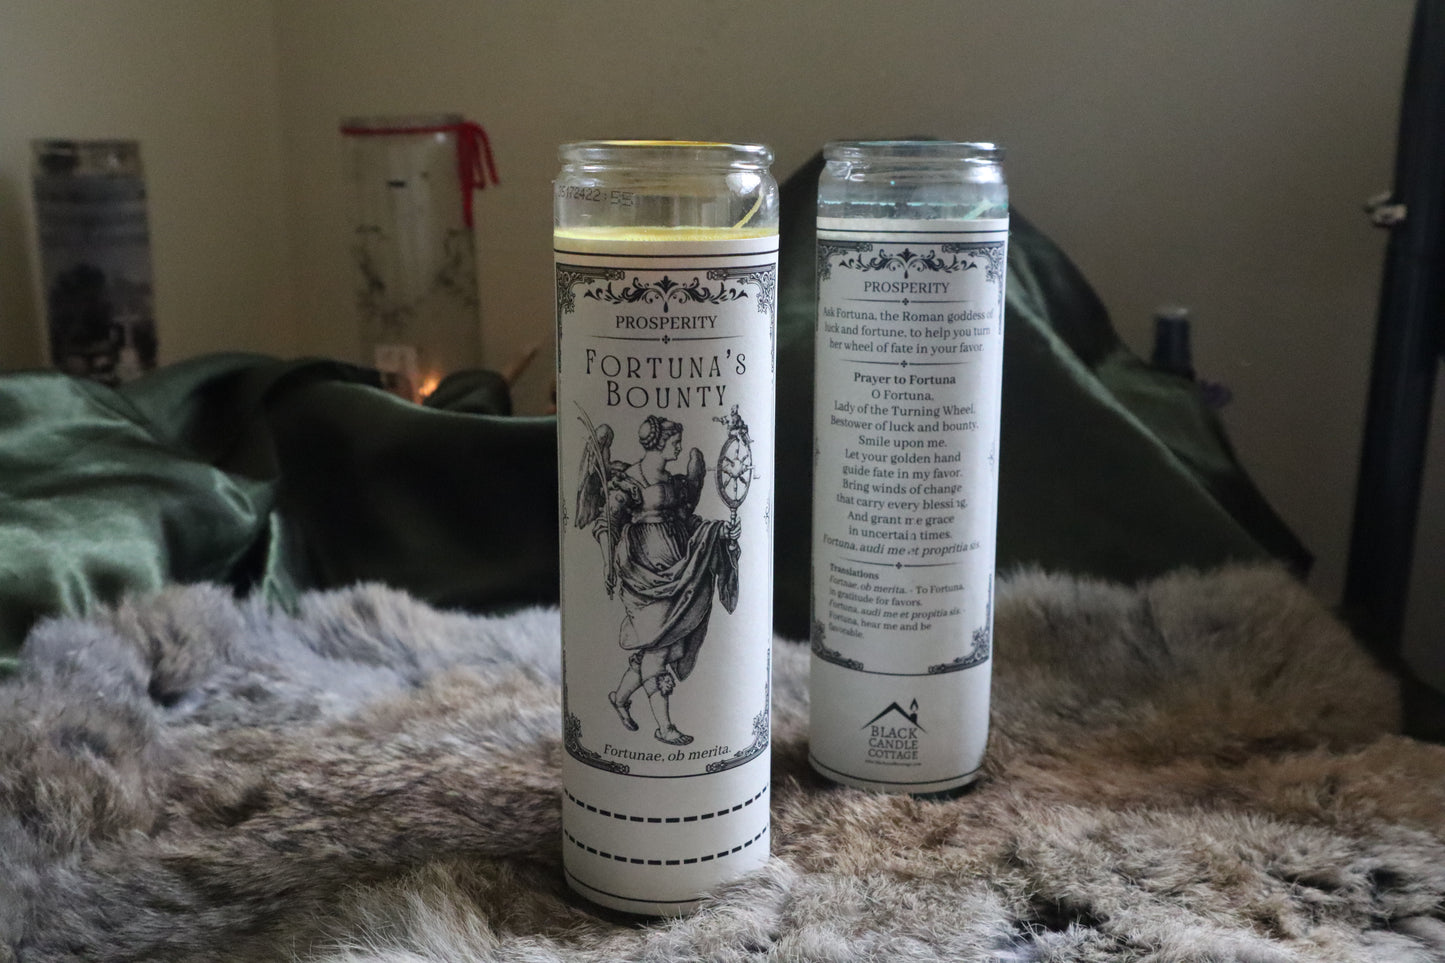 PROSPERITY
FORTUNA'S
BOUNTY
Fortunae, ob merita.
PROSPERITY
Ask Fortuna, the Roman goddess of
luck and fortune, to help you turn
her wheel of fate in your favor.
Prayer to Fortuna
O Fortuna,
Lady of the Turning Wheel,
Bestower of luck and bounty,
Smile upon me.
Let your golden hand
guide fate in my favor.
Bring winds of change
that carry every blessing,
And grant me grace
in uncertain times.
Fortuna, audi me et propritia sis.
Translations
Fortnae, ob merita. - To Fortuna,
in gratitude for favors.
Fortuna, audi me et propitia sis. -
Fortuna, hear me and be
favorable.
BLACK
CANDLE
COTTAGE